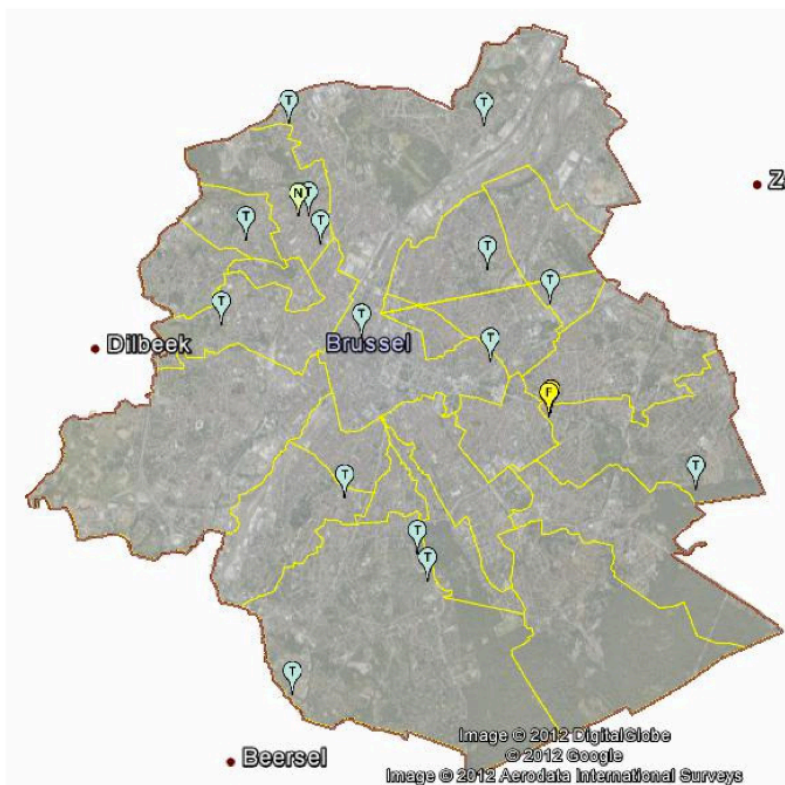 T
T
Z
N T
T
T
T
T
T
T
Dilbeek
Brussel
T
F
T
T
T
T
T
Image © 2012 DigitalGlobe
Beersel
© 2012 Google
Image © 2012 Aerodata International Surveys